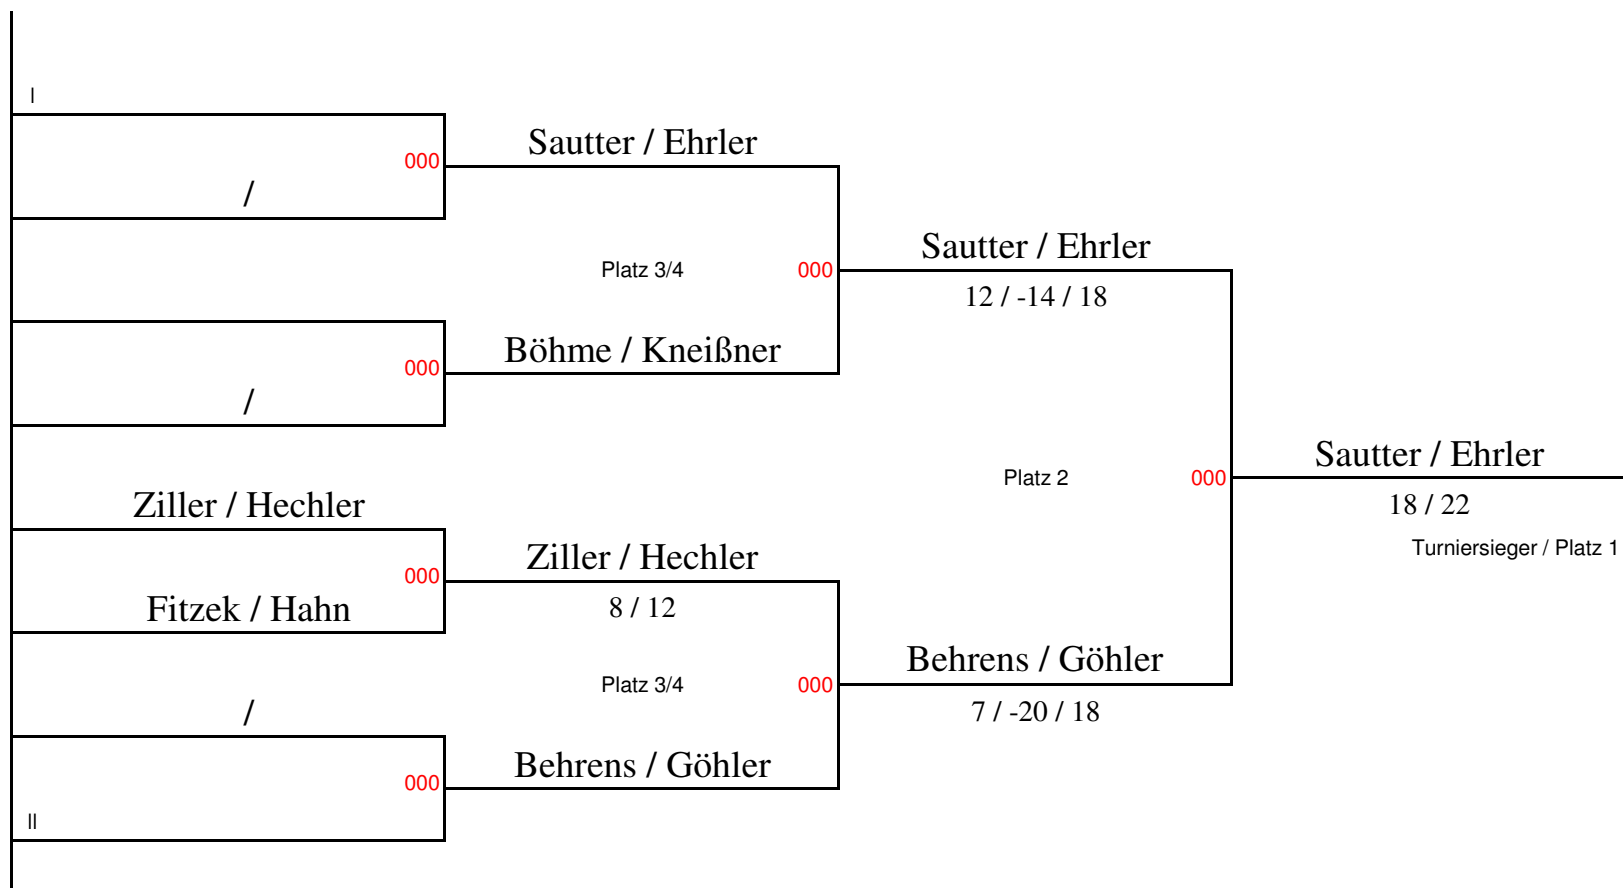 I
000
/
Sautter / Ehrler
Platz 3/4
000
Sautter / Ehrler
12 / -14 / 18
000
/
Böhme / Kneißner
Platz 2
000
Sautter / Ehrler
18 / 22
Turniersieger / Platz 1
Ziller / Hechler
000
Fitzek / Hahn
Ziller / Hechler
8 / 12
Platz 3/4
000
Behrens / Göhler
7 / -20 / 18
/
000
II
Behrens / Göhler